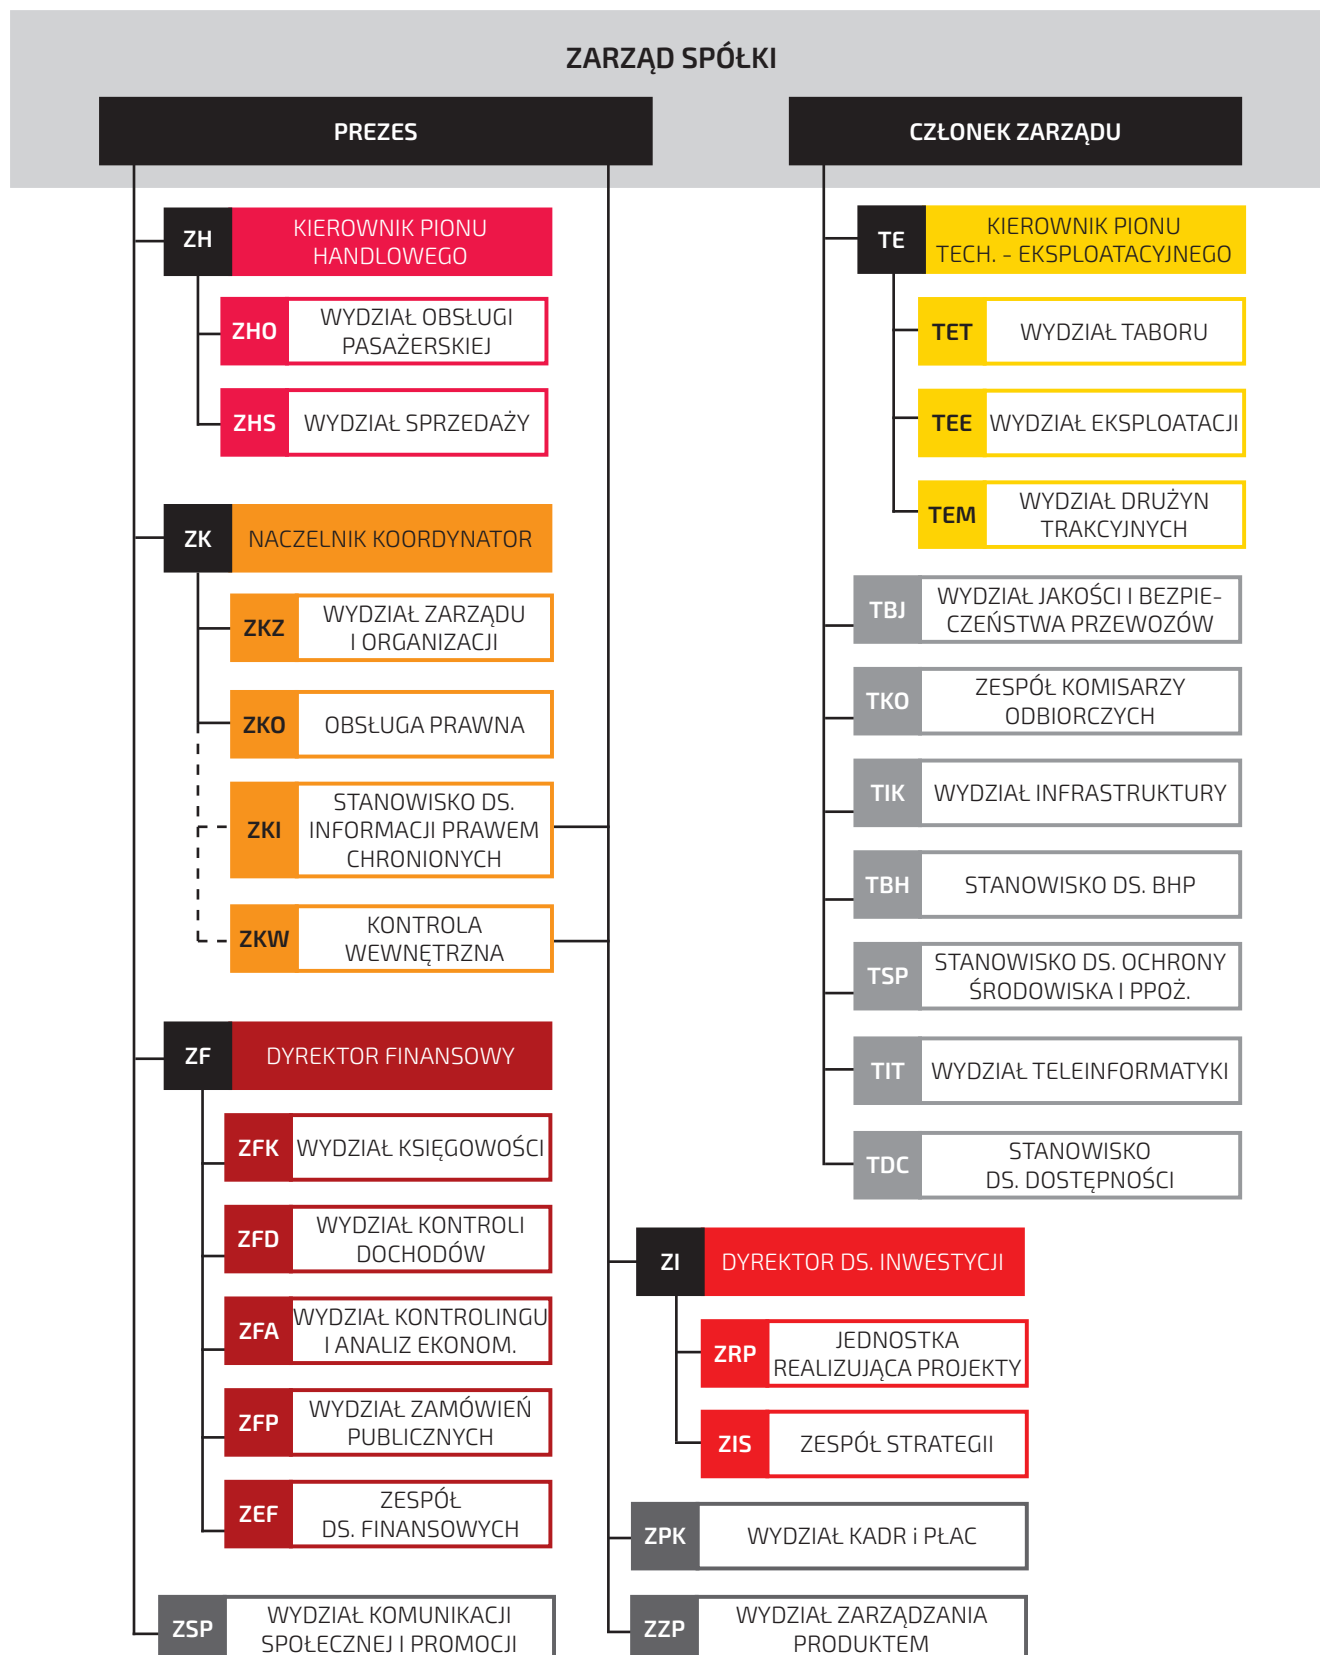 ZARZĄD SPÓŁKI
PREZES
ZH
KIEROWNIK PIONU
HANDLOWEGO
ZHO
WYDZIAŁ OBSŁUGI
PASAŻERSKIEJ
ZHS
WYDZIAŁ SPRZEDAŻY
ZK
NACZELNIK KOORDYNATOR
ZKZ
WYDZIAŁ ZARZĄDU
I ORGANIZACJI
ZKO
OBSŁUGA PRAWNA
ZKI
STANOWISKO DS.
INFORMACJI PRAWEM
CHRONIONYCH
ZKW
KONTROLA
WEWNĘTRZNA
ZF
DYREKTOR FINANSOWY
ZFK
WYDZIAŁ KSIĘGOWOŚCI
ZFD
WYDZIAŁ KONTROLI
DOCHODÓW
ZFA
WYDZIAŁ KONTROLINGU
I ANALIZ EKONOM.
ZFP
WYDZIAŁ ZAMÓWIEŃ
PUBLICZNYCH
ZEF
ZESPÓŁ
DS. FINANSOWYCH
ZSP
WYDZIAŁ KOMUNIKACJI
SPOŁECZNEJ I PROMOCJI
ZI
DYREKTOR DS. INWESTYCJI
ZRP
JEDNOSTKA
REALIZUJĄCA PROJEKTY
ZIS
ZESPÓŁ STRATEGII
ZPK
WYDZIAŁ KADR i PŁAC
ZZP
WYDZIAŁ ZARZĄDZANIA
PRODUKTEM
CZŁONEK ZARZĄDU
TE
KIEROWNIK PIONU
TECH. - EKSPLOATACYJNEGO
TET
WYDZIAŁ TABORU
TEE
WYDZIAŁ EKSPLOATACJI
TEM
WYDZIAŁ DRUŻYN
TRAKCYJNYCH
TBJ
WYDZIAŁ JAKOŚCI I BEZPIE-
CZEŃSTWA PRZEWOZÓW
TKO
ZESPÓŁ KOMISARZY
ODBIORCZYCH
TIK
WYDZIAŁ INFRASTRUKTURY
TBH
STANOWISKO DS. BHP
TSP
STANOWISKO DS. OCHRONY
ŚRODOWISKA I PPOŻ.
TIT
WYDZIAŁ TELEINFORMATYKI
TDC
STANOWISKO
DS. DOSTĘPNOŚCI